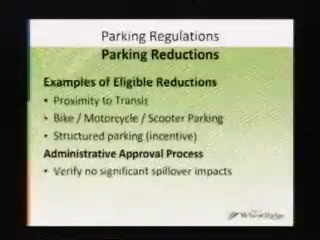 Parking Regulations
Parking Reductions
Examples of Eligible Reductions
• Proximity to Transit
• Bike / Motorcycle / Scooter Parking
• Structured parking (incentive)
Administrative Approval Process
• Verify no significant spillover impacts